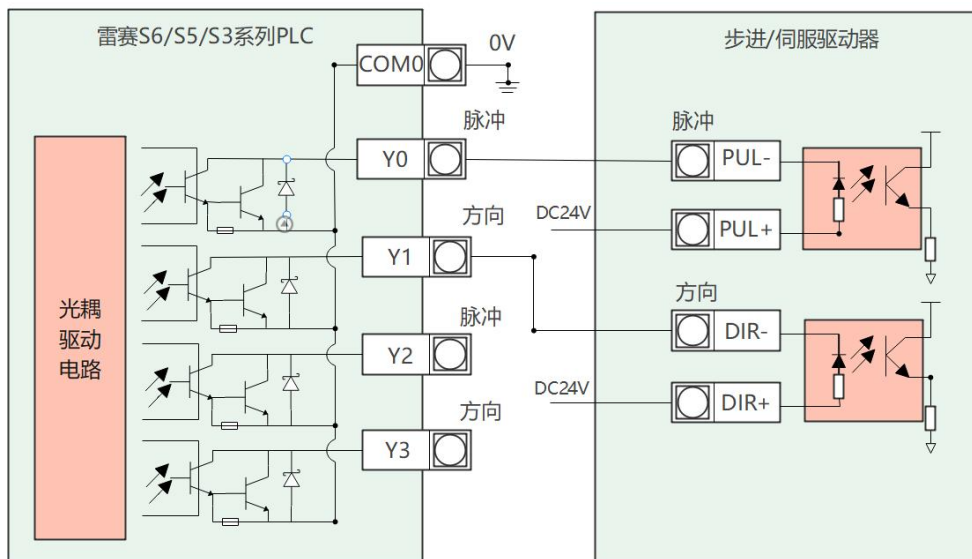 雷赛S6/S5/S3系列PLC
COM0
0V
步进/伺服驱动器
脉冲
Y0
方向
Y1
脉冲
Y2
方向
Y3
光耦
驱动
电路
脉冲
PUL-
DC24V
PUL+
方向
DIR-
DC24V
DIR+